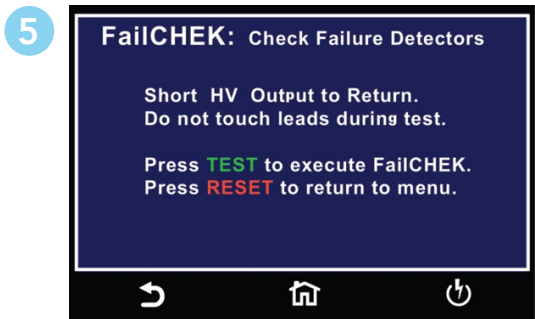 5
FailCHEK: Check Failure Detectors
Short HV Output to Return.
Do not touch leads during test.
Press TEST to execute FailCHEK.
Press RESET to return to menu.